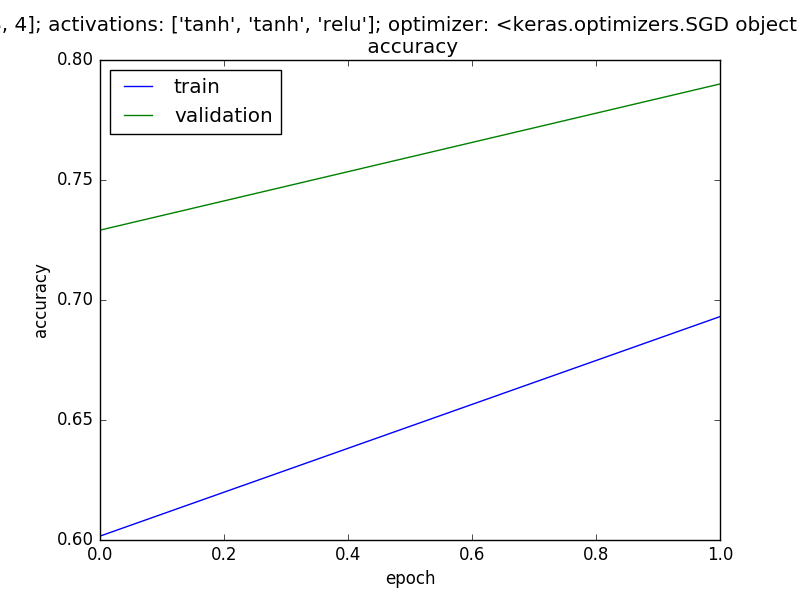 , 4]; activations: ['tanh', 'tanh', 'relu']; optimizer: <keras.optimizers.SGD object
accuracy
0.80
train
validation
0.75
0.70
accuracy
0.65
0.60
0.0 0.2 0.4 0.6 0.8 1.0
epoch